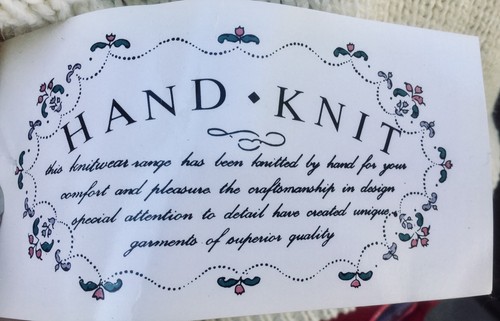 HAND • KNIT
this knitwear range has been knitted by hand for your
comfort and pleasure the craftsmanship in design
special attention to detail have created unique
garments of superior quality